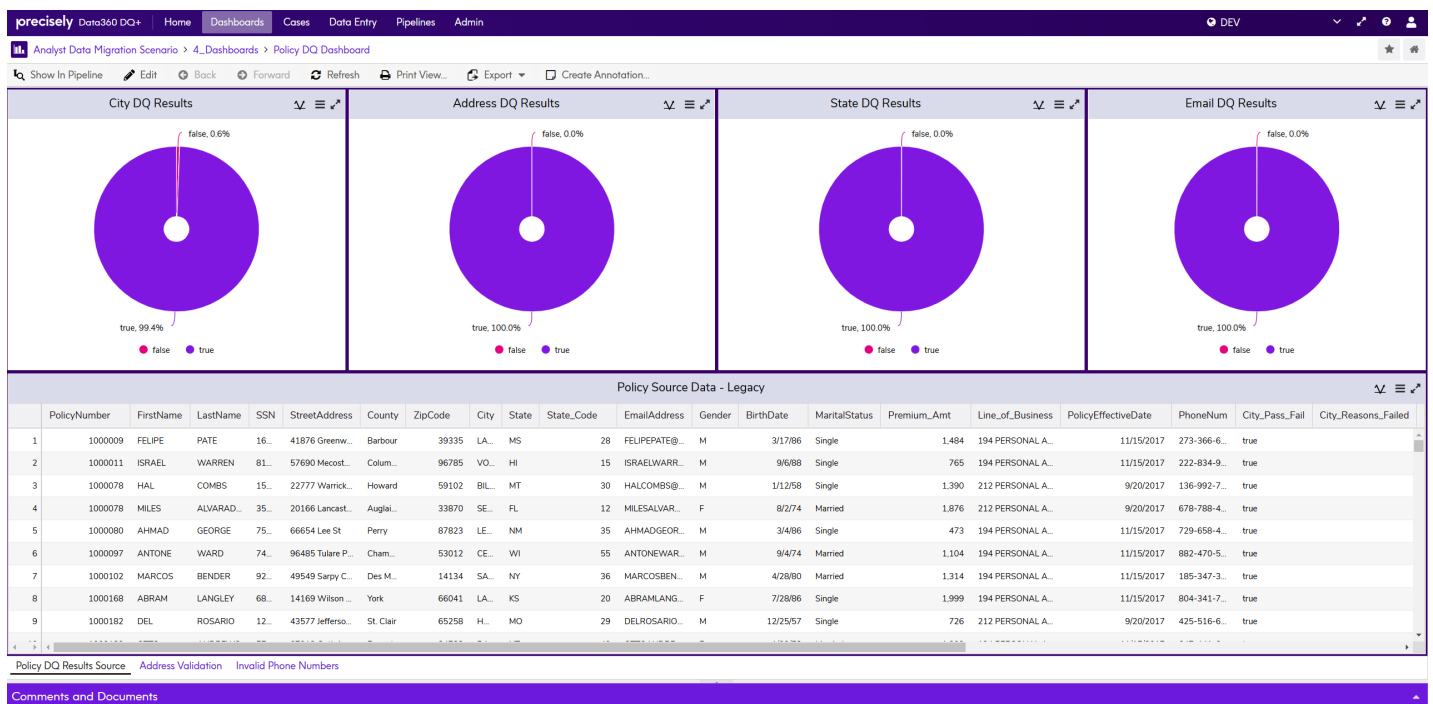 precisely Data360 DQ+ Home Dashboards Cases Data Entry Pipelines Admin DEV
Analyst Data Migration Scenario > 4_Dashboards > Policy DQ Dashboard
Show In Pipeline Edit Back Forward Refresh Print View... Export Create Annotation...
City DQ Results Address DQ Results State DQ Results Email DQ Results
false, 0.6% false, 0.0% false, 0.0% false, 0.0%
true, 99.4% true, 100.0% true, 100.0% true, 100.0%
false true false true false true false true
Policy Source Data - Legacy
PolicyNumber FirstName LastName SSN StreetAddress County ZipCode City State State_Code EmailAddress Gender BirthDate MaritalStatus Premium_Amt Line_of_Business PolicyEffectiveDate PhoneNum City_Pass_Fail City_Reasons_Failed
1 1000009 FELIPE PATE 16... 41876 Greenw... Barbour 39335 LA... MS 28 FELIPEPATE@... M 3/17/86 Single 1,484 194 PERSONAL A... 11/15/2017 273-366-6... true
2 1000011 ISRAEL WARREN 81... 57690 Mecost... Colum... 96785 VO... HI 15 ISRAELWARR... M 9/6/88 Single 765 194 PERSONAL A... 11/15/2017 222-834-9... true
3 1000078 HAL COMBS 15... 22777 Warrick... Howard 59102 BIL... MT 30 HALCOMBS@... M 1/12/58 Single 1,390 212 PERSONAL A... 9/20/2017 136-992-7... true
4 1000078 MILES ALVARAD... 35... 20166 Lancast... Auglai... 33870 SE... FL 12 MILESALVAR... F 8/2/74 Married 1,876 212 PERSONAL A... 9/20/2017 678-788-4... true
5 1000080 AHMAD GEORGE 75... 66654 Lee St Perry 87823 LE... NM 35 AHMADGEOR... M 3/4/86 Single 473 194 PERSONAL A... 11/15/2017 729-658-4... true
6 1000097 ANTONE WARD 74... 96485 Tulare P... Cham... 53012 CE... WI 55 ANTONEWAR... M 9/4/74 Married 1,104 194 PERSONAL A... 11/15/2017 882-470-5... true
7 1000102 MARCOS BENDER 92... 49549 Sarpy C... Des M... 14134 SA... NY 36 MARCOSBEN... M 4/28/80 Married 1,314 194 PERSONAL A... 11/15/2017 185-347-3... true
8 1000168 ABRAM LANGLEY 68... 14169 Wilson ... York 66041 LA... KS 20 ABRAMLANG... F 7/28/86 Single 1,999 194 PERSONAL A... 11/15/2017 804-341-7... true
9 1000182 DEL ROSARIO 12... 43577 Jefferso... St. Clair 65258 H... MO 29 DELROSARIO... M 12/25/57 Single 726 212 PERSONAL A... 9/20/2017 425-516-6... true
Policy DQ Results Source Address Validation Invalid Phone Numbers
Comments and Documents